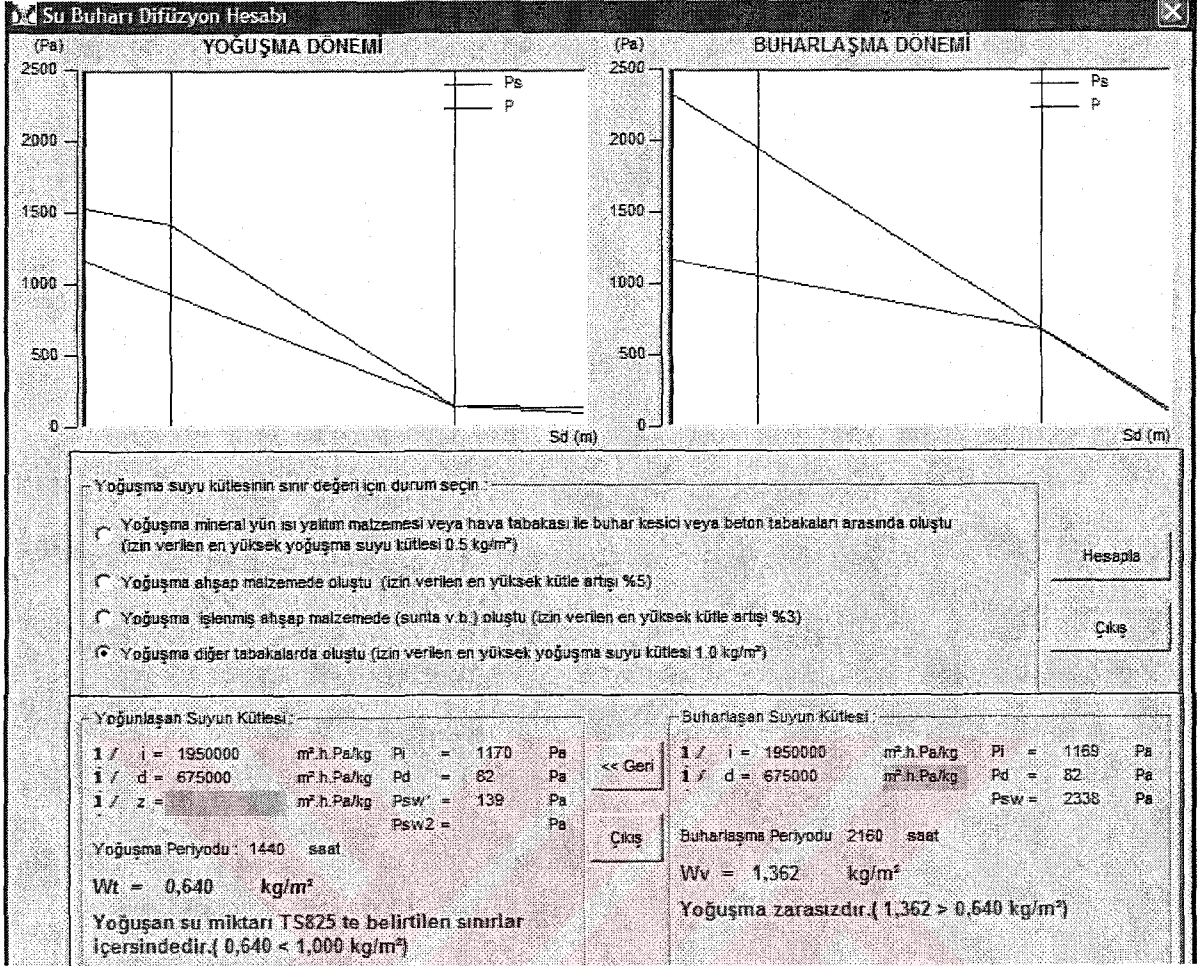 Su Buharı Difüzyon Hesabı
(Pa) YOĞUŞMA DÖNEMİ
2500
2000
1500
1000
500
0
Ps
P
Sd (m)
(Pa) BUHARLAŞMA DÖNEMİ
2500
2000
1500
1000
500
0
Ps
P
Sd (m)
Yoğuşma suyu kütlesinin sınır değeri için durum seçin :
Yoğuşma mineral yün ısı yalıtım malzemesi veya hava tabakası ile buhar kesici veya beton tabakaları arasında oluştu
(izin verilen en yüksek yoğuşma suyu kütlesi 0.5 kg/m²)
Yoğuşma ahşap malzemede oluştu (izin verilen en yüksek kütle artışı %5)
Yoğuşma işlenmiş ahşap malzemede (sunta v.b.) oluştu (izin verilen en yüksek kütle artışı %3)
Yoğuşma diğer tabakalarda oluştu (izin verilen en yüksek yoğuşma suyu kütlesi 1.0 kg/m²)
Hesapla
Çıkış
Yoğunlaşan Suyun Kütlesi :
1 / i = 1950000 m².h.Pa/kg Pi = 1170 Pa
1 / d = 675000 m².h.Pa/kg Pd = 82 Pa
1 / z = m².h.Pa/kg Psw1 = 139 Pa
Psw2 = Pa
Yoğuşma Periyodu : 1440 saat
Wt = 0,640 kg/m²
Yoğuşan su miktarı TS825 te belirtilen sınırlar
içersindedir.( 0,640 < 1,000 kg/m²)
<< Geri
Çıkış
Buharlaşan Suyun Kütlesi :
1 / i = 1950000 m².h.Pa/kg Pi = 1169 Pa
1 / d = 675000 m².h.Pa/kg Pd = 82 Pa
Psw = 2338 Pa
Buharlaşma Periyodu 2160 saat
Wv = 1,362 kg/m²
Yoğuşma zarasızdır.( 1,362 > 0,640 kg/m²)